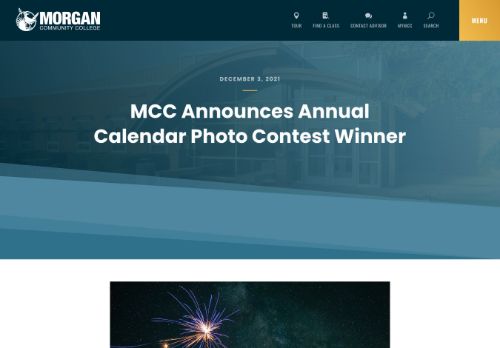 MORGAN
COMMUNITY COLLEGE
TOUR
FIND A CLASS
CONTACT ADVISOR
MYMCC
SEARCH
MENU
DECEMBER 3, 2021
MCC Announces Annual
Calendar Photo Contest Winner